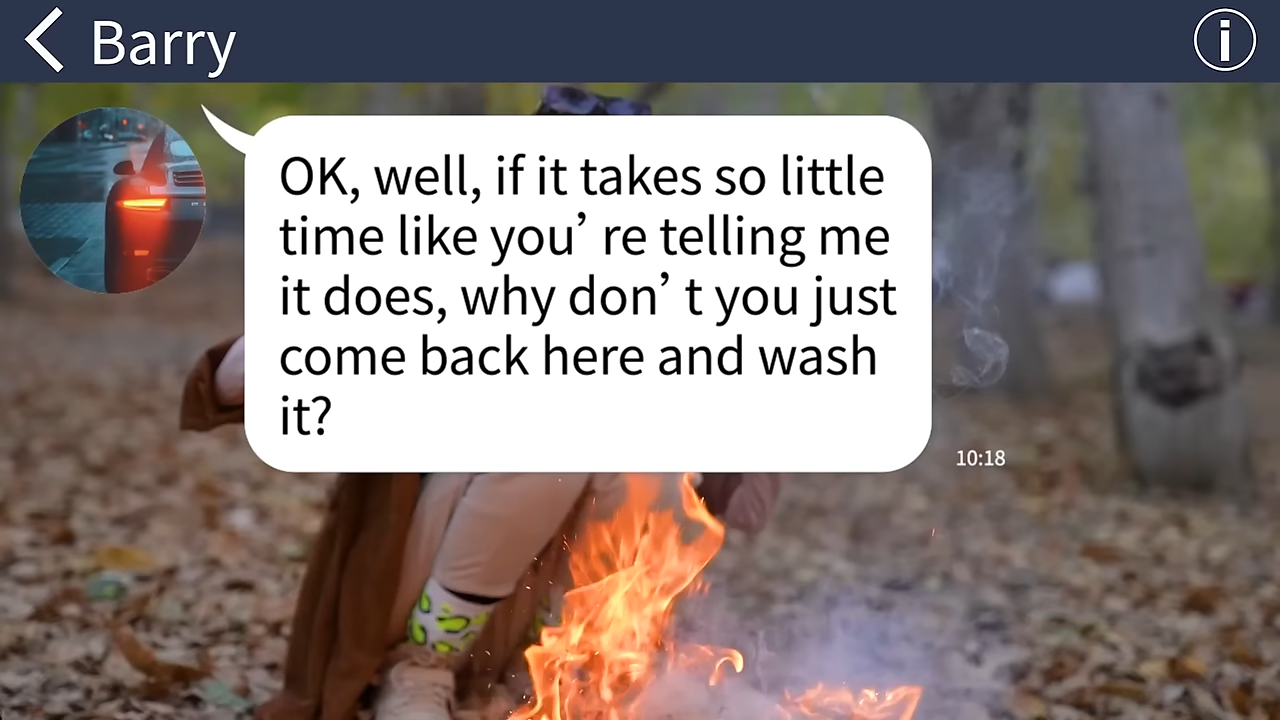 Barry
OK, well, if it takes so little
time like you’ re telling me
it does, why don’ t you just
come back here and wash
it?
10:18